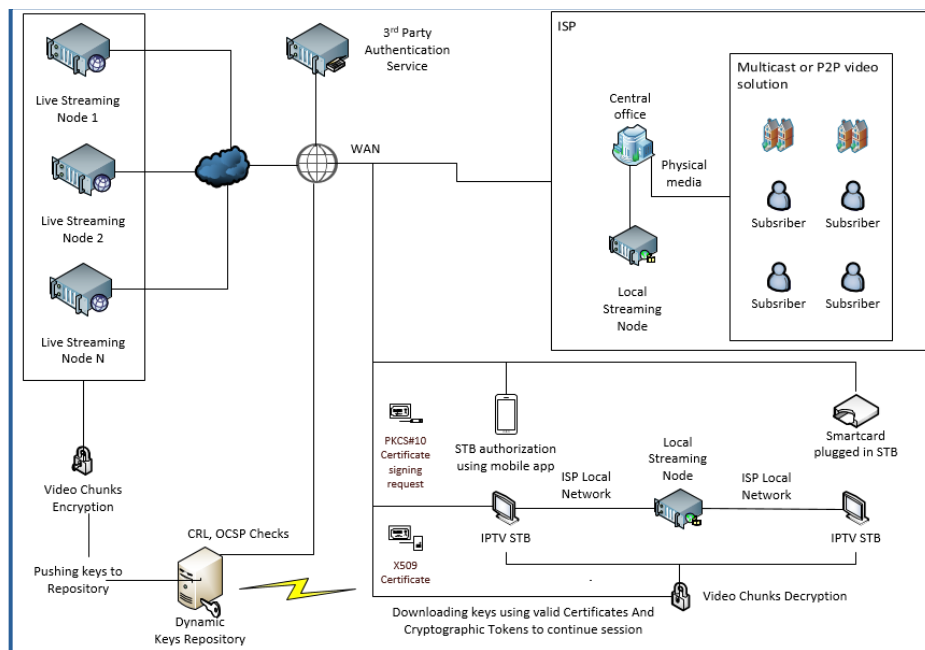 Live Streaming
Node 1
Live Streaming
Node 2
Live Streaming
Node N
3rd Party
Authentication
Service
WAN
ISP
Central
office
Physical
media
Local
Streaming
Node
Multicast or P2P video
solution
Subsriber
Subsriber
Subsriber
Subsriber
Video Chunks
Encryption
Pushing keys to
Repository
CRL, OCSP Checks
Dynamic
Keys Repository
PKCS#10
Certificate
signing
request
X509
Certificate
STB authorization
using mobile app
Local
Streaming
Node
Smartcard
plugged in STB
ISP Local
Network
ISP Local
Network
IPTV STB
IPTV STB
Video Chunks Decryption
Downloading keys using valid Certificates And
Cryptographic Tokens to continue session